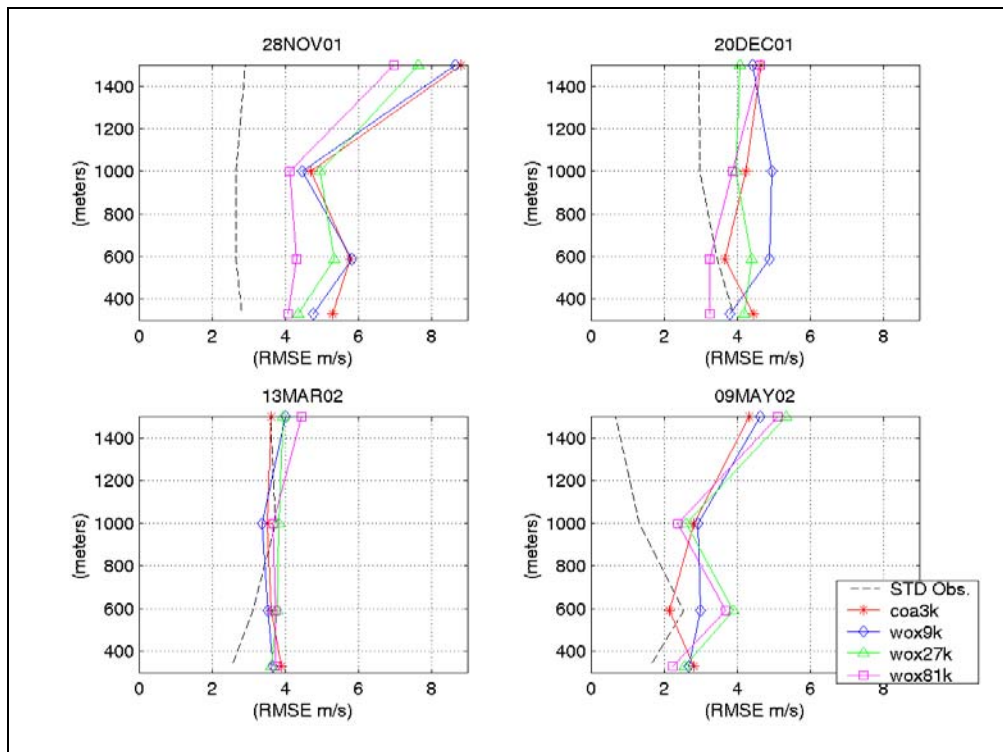 28NOV01
20DEC01
1400
1200
1000
800
600
400
(meters)
0 2 4 6 8
(RMSE m/s)
1400
1200
1000
800
600
400
(meters)
0 2 4 6 8
(RMSE m/s)
13MAR02
09MAY02
1400
1200
1000
800
600
400
(meters)
0 2 4 6 8
(RMSE m/s)
1400
1200
1000
800
600
400
(meters)
0 2 4 6 8
(RMSE m/s)
STD Obs.
coa3k
wox9k
wox27k
wox81k